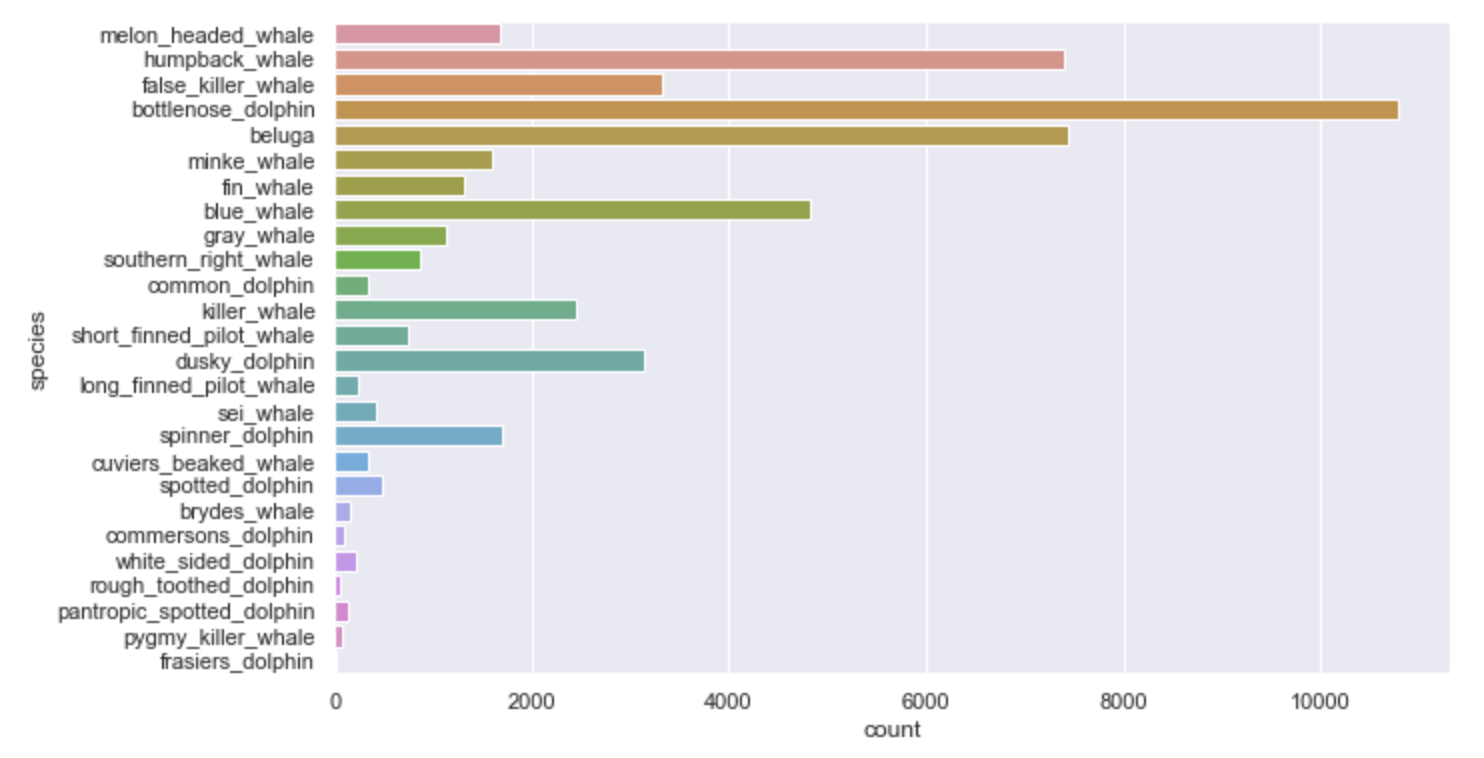 melon_headed_whale
humpback_whale
false_killer_whale
bottlenose_dolphin
beluga
minke_whale
fin_whale
blue_whale
gray_whale
southern_right_whale
common_dolphin
killer_whale
short_finned_pilot_whale
dusky_dolphin
long_finned_pilot_whale
sei_whale
spinner_dolphin
cuviers_beaked_whale
spotted_dolphin
brydes_whale
commersons_dolphin
white_sided_dolphin
rough_toothed_dolphin
pantropic_spotted_dolphin
pygmy_killer_whale
frasiers_dolphin
species
0 2000 4000 6000 8000 10000
count